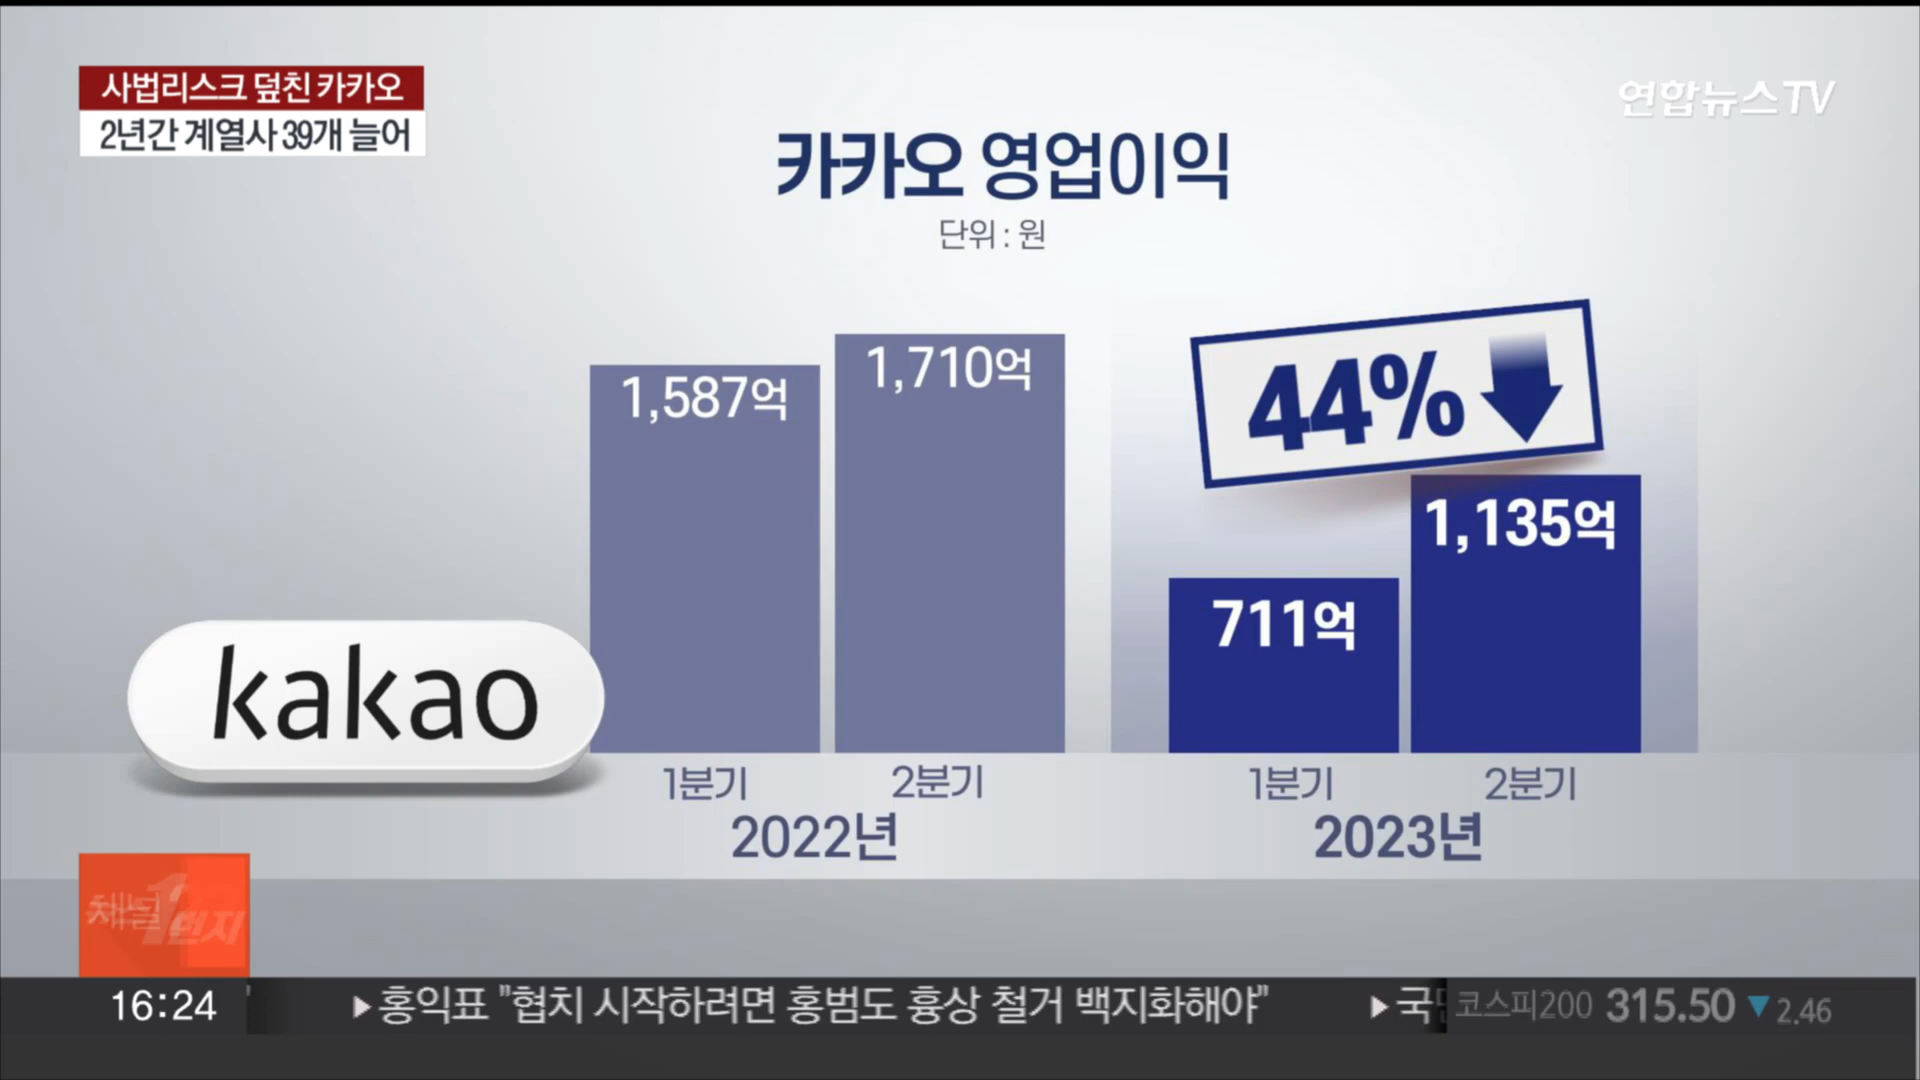 사법리스크 덮친 카카오
2년간 계열사 39개 늘어
연합뉴스TV
카카오 영업이익
단위 : 원
44%
1,587억
1,710억
711억
1,135억
kakao
1분기
2분기
1분기
2분기
2022년
2023년
채널
번지
16:24
▶홍익표 "협치 시작하려면 홍범도 흉상 철거 백지화해야"
▶국
코스피200 315.50 ▼ 2.46